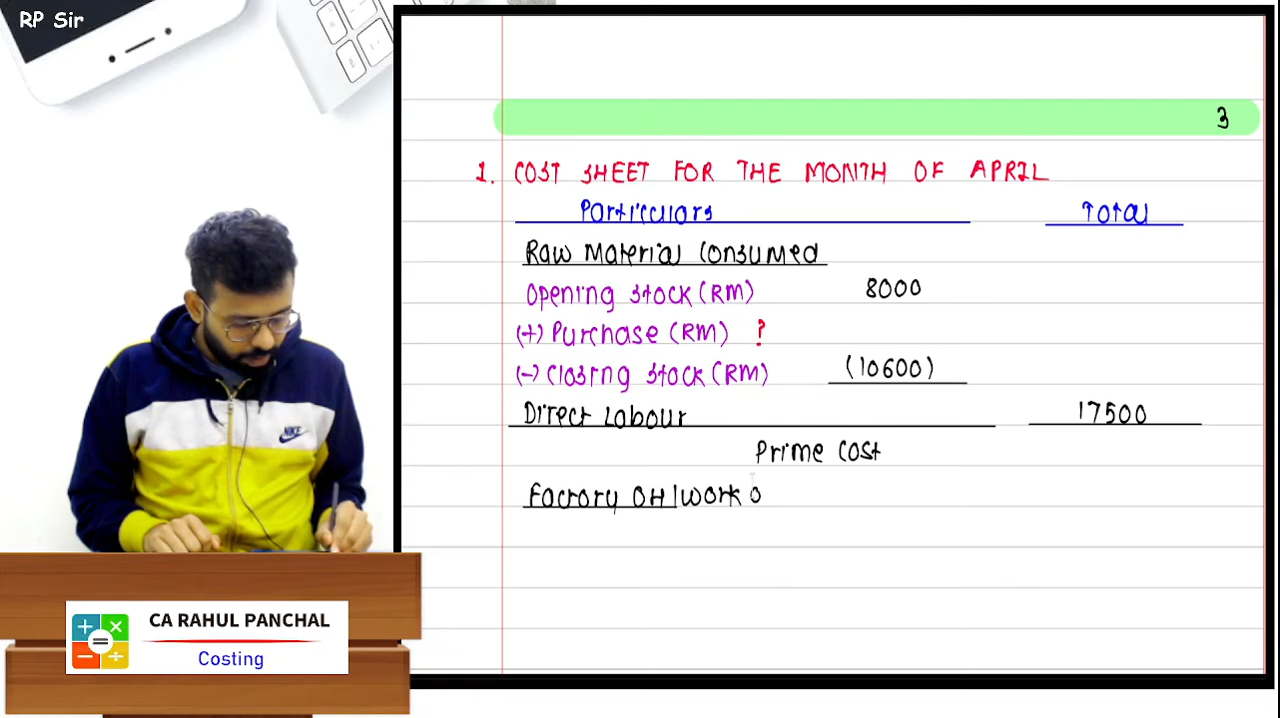 RP Sir
3
1. COST SHEET FOR THE MONTH OF APRIL
Particulars Total
Raw Material Consumed
Opening Stock (RM) 8000
(+) Purchase (RM) ?
(-) Closing Stock (RM) (10600)
Direct Labour 17500
Prime Cost
Factory OH|Work O
NIKE
CA RAHUL PANCHAL
Costing